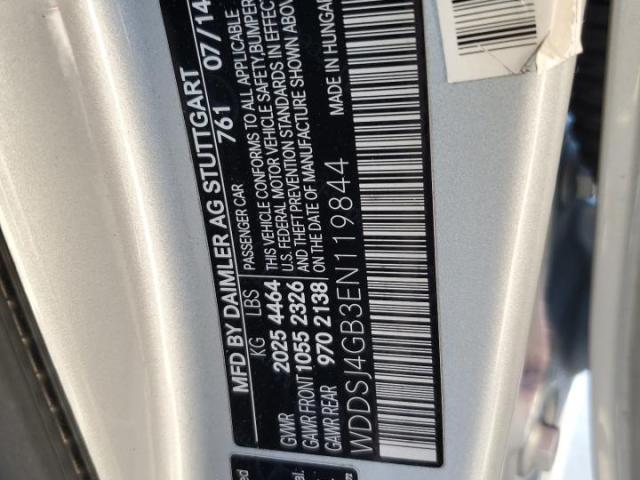 MFD BY DAIMLER AG STUTTGART
761 07/14
PASSENGER CAR
KG LBS
GVWR 2025 4464
GAWR FRONT 1055 2326
GAWR REAR 970 2138
THIS VEHICLE CONFORMS TO ALL APPLICABLE
U.S. FEDERAL MOTOR VEHICLE SAFETY, BUMPER
AND THEFT PREVENTION STANDARDS IN EFFECT
ON THE DATE OF MANUFACTURE SHOWN ABOVE
MADE IN HUNGAR
WDDSJ4GB3EN119844